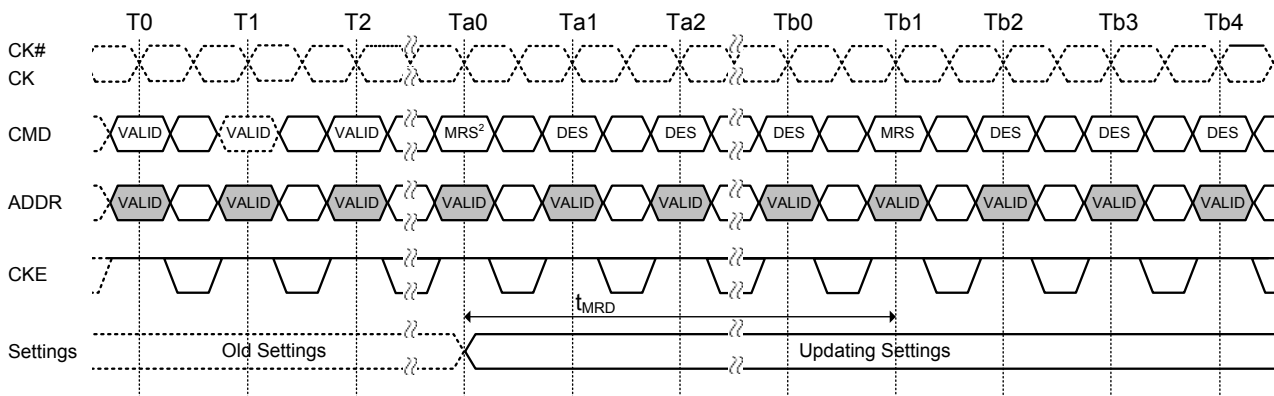 T0 T1 T2 Ta0 Ta1 Ta2 Tb0 Tb1 Tb2 Tb3 Tb4
CK#
CK
CMD VALID VALID VALID MRS² DES DES DES MRS DES DES DES
ADDR VALID VALID VALID VALID VALID VALID VALID VALID VALID VALID VALID
CKE
tMRD
Settings Old Settings Updating Settings